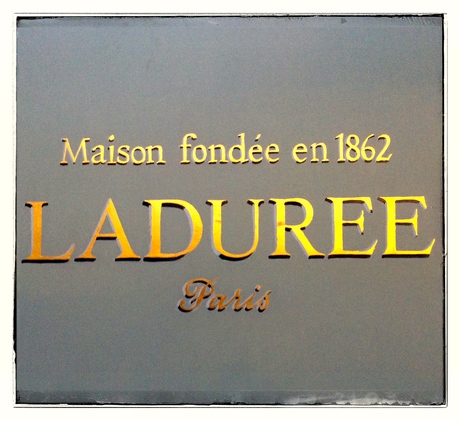 Maison fondée en 1862
LADUREE
Paris